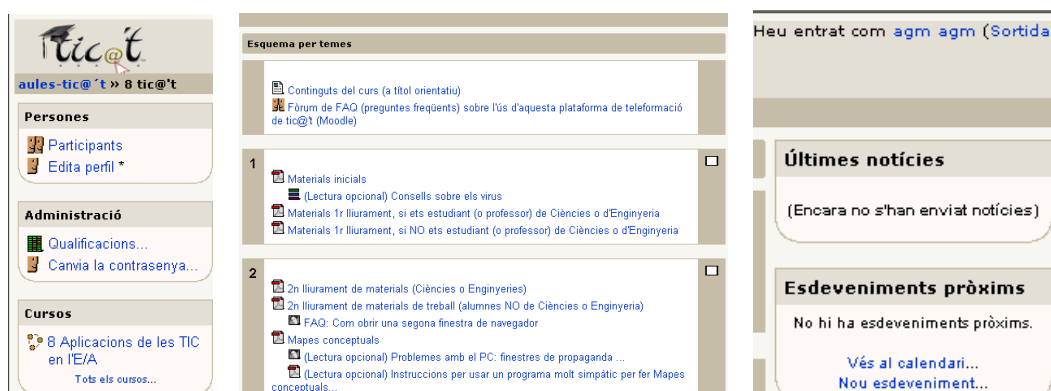 tic@t
aules-tic@´t » 8 tic@'t
Persones
Participants
Edita perfil *
Administració
Qualificacions...
Canvia la contrasenya...
Cursos
8 Aplicacions de les TIC
en l'E/A
Tots els cursos...
Esquema per temes
Continguts del curs (a títol orientatiu)
Fòrum de FAQ (preguntes freqüents) sobre l'ús d'aquesta plataforma de teleformació
de tic@'t (Moodle)
1
Materials inicials
(Lectura opcional) Consells sobre els virus
Materials 1r lliurament, si ets estudiant (o professor) de Ciències o d'Enginyeria
Materials 1r lliurament, si NO ets estudiant (o professor) de Ciències o d'Enginyeria
2
2n lliurament de materials (Ciències o Enginyeries)
2n lliurament de materials de treball (alumnes NO de Ciències o Enginyeria)
FAQ: Com obrir una segona finestra de navegador
Mapes conceptuals
(Lectura opcional) Problemes amb el PC: finestres de propaganda ...
(Lectura opcional) Instruccions per usar un programa molt simpàtic per fer Mapes
conceptuals...
Heu entrat com agm agm (Sortida
Últimes notícies
(Encara no s'han enviat notícies)
Esdeveniments pròxims
No hi ha esdeveniments pròxims.
Vés al calendari...
Nou esdeveniment...